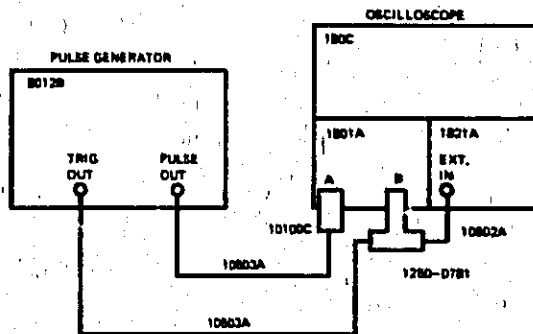 OSCILLOSCOPE
180C
PULSE GENERATOR
8012B
1801A
1821A
TRIG
OUT
PULSE
OUT
A
B
EXT.
IN
10100C
10802A
10803A
1250-0781
10803A